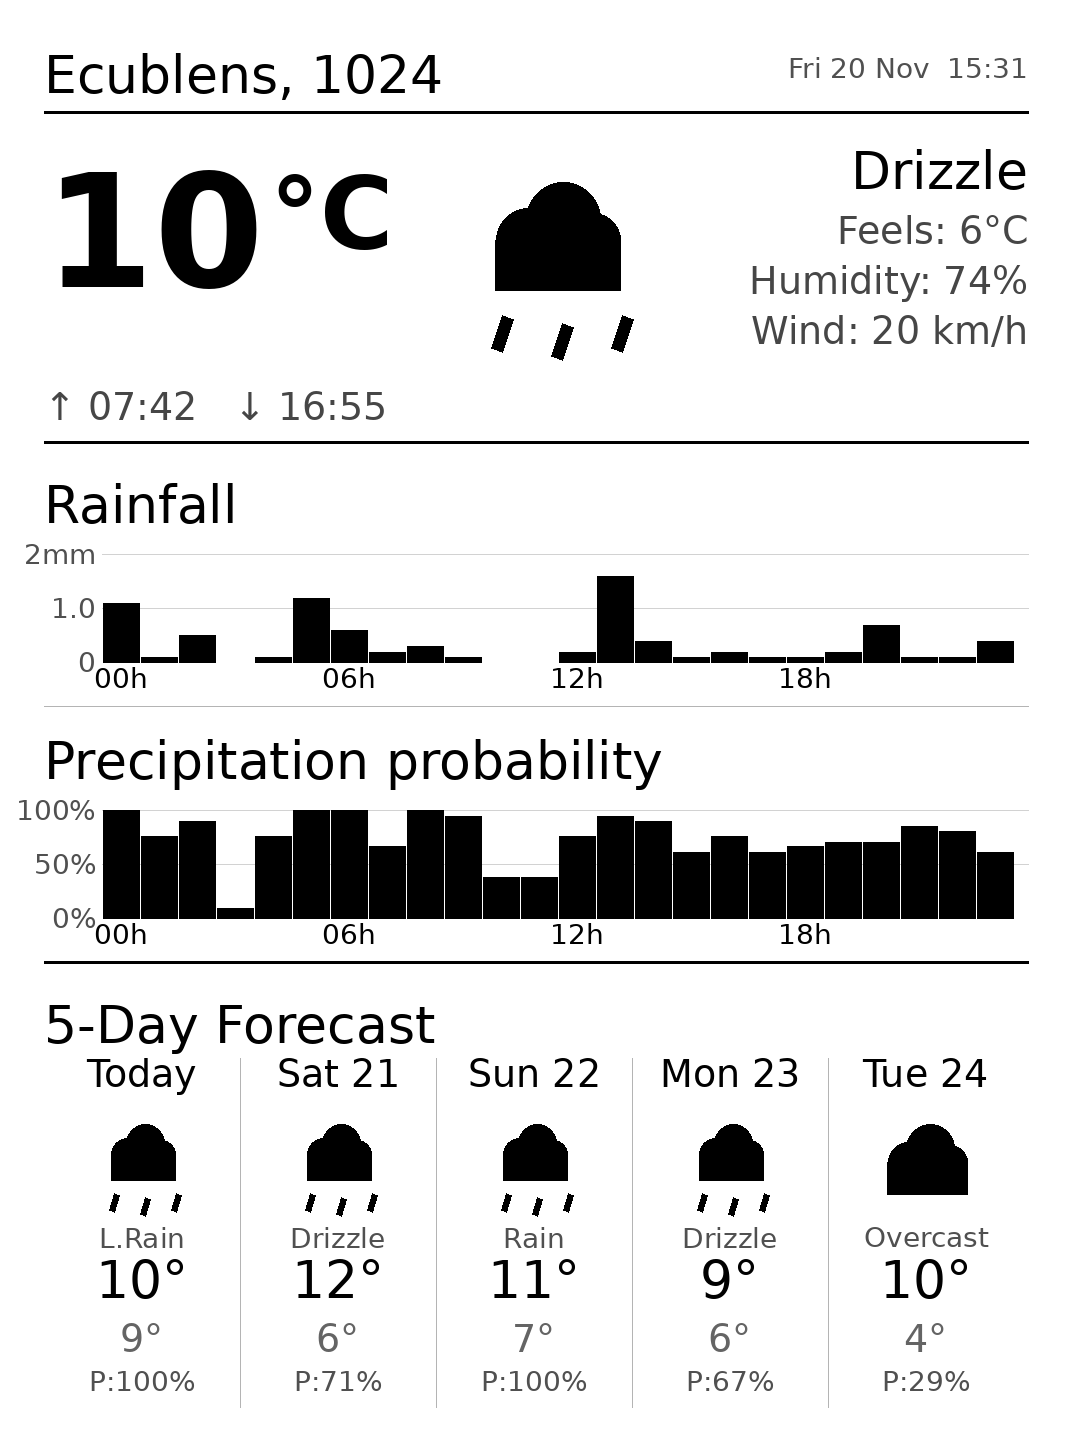 Ecublens, 1024
Fri 20 Nov  15:31
10°C
Drizzle
Feels: 6°C
Humidity: 74%
Wind: 20 km/h
↑ 07:42   ↓ 16:55
Rainfall
2mm
1.0
0
00h 06h 12h 18h
Precipitation probability
100%
50%
0%
00h 06h 12h 18h
5-Day Forecast
Today Sat 21 Sun 22 Mon 23 Tue 24
L.Rain Drizzle Rain Drizzle Overcast
10° 12° 11° 9° 10°
9° 6° 7° 6° 4°
P:100% P:71% P:100% P:67% P:29%